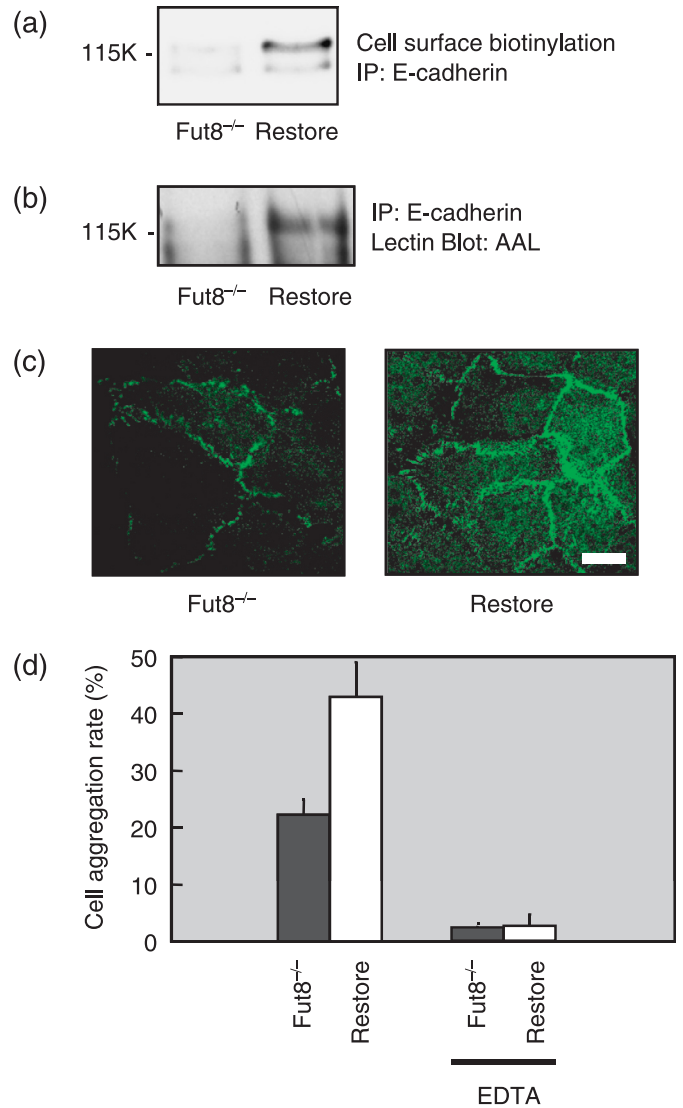 (a)
115K -
Cell surface biotinylation
IP: E-cadherin
Fut8–/– Restore
(b)
115K -
IP: E-cadherin
Lectin Blot: AAL
Fut8–/– Restore
(c)
Fut8–/– Restore
(d)
Cell aggregation rate (%)
50
40
30
20
10
0
Fut8–/–
Restore
Fut8–/–
Restore
EDTA